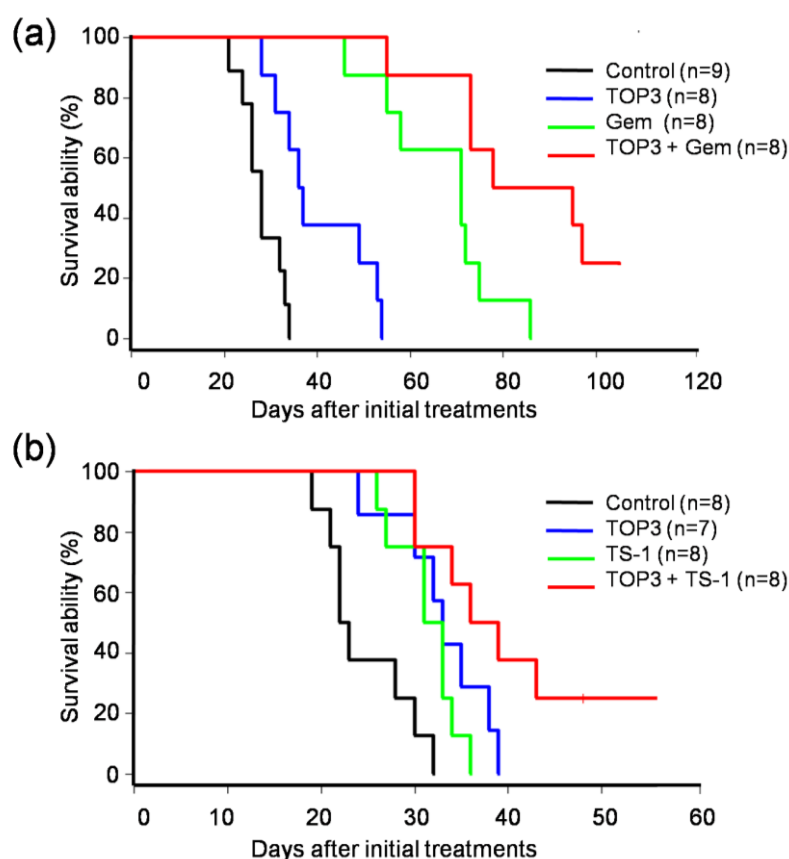 (a)
Survival ability (%)
100
80
60
40
20
0
Control (n=9)
TOP3 (n=8)
Gem (n=8)
TOP3 + Gem (n=8)
0 20 40 60 80 100 120
Days after initial treatments
(b)
Survival ability (%)
100
80
60
40
20
0
Control (n=8)
TOP3 (n=7)
TS-1 (n=8)
TOP3 + TS-1 (n=8)
0 10 20 30 40 50 60
Days after initial treatments